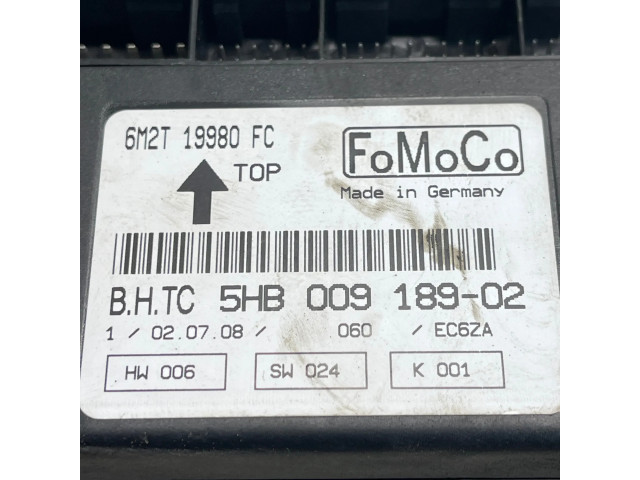 6M2T 19980 FC
FoMoCo
TOP
Made in Germany
B.H.TC 5HB 009 189-02
1 / 02.07.08 / 060 / EC6ZA
HW 006 SW 024 K 001